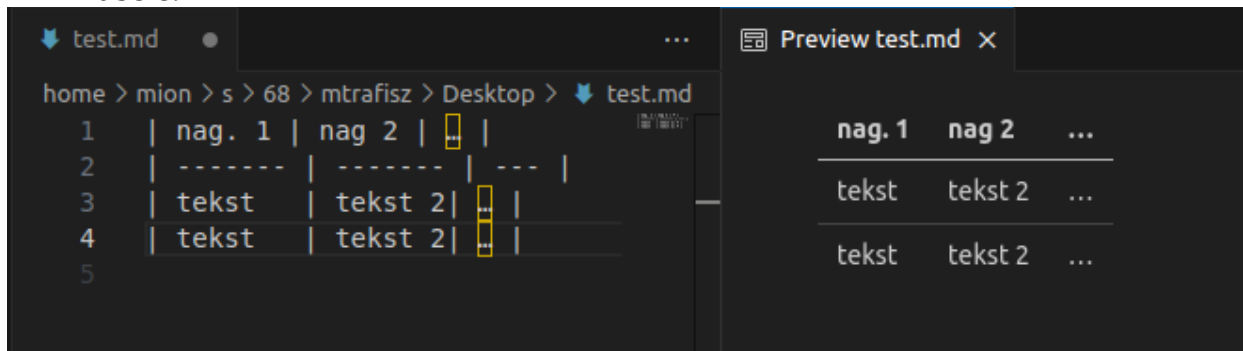 test.md ● ...
home > mion > s > 68 > mtrafisz > Desktop > test.md
1 | nag. 1 | nag 2 | … |
2 | ------- | ------- | --- |
3 | tekst   | tekst 2| … |
4 | tekst   | tekst 2| … |
5
Preview test.md ×
nag. 1 nag 2 …
tekst tekst 2 …
tekst tekst 2 …